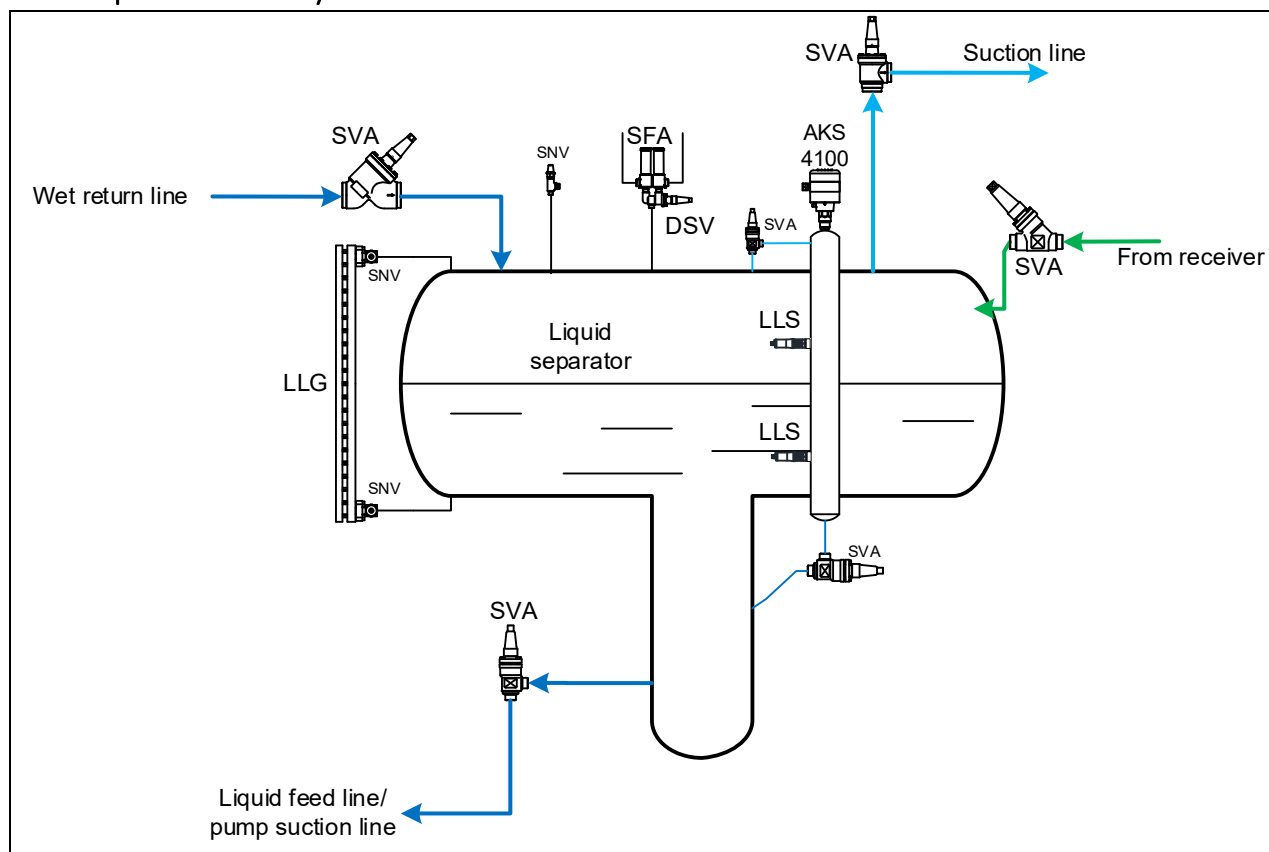 SVA
Suction line
SVA
SNV
SFA
AKS
4100
Wet return line
DSV
SVA
SNV
SVA
From receiver
Liquid
separator
LLS
LLG
LLS
SNV
SVA
SVA
Liquid feed line/
pump suction line